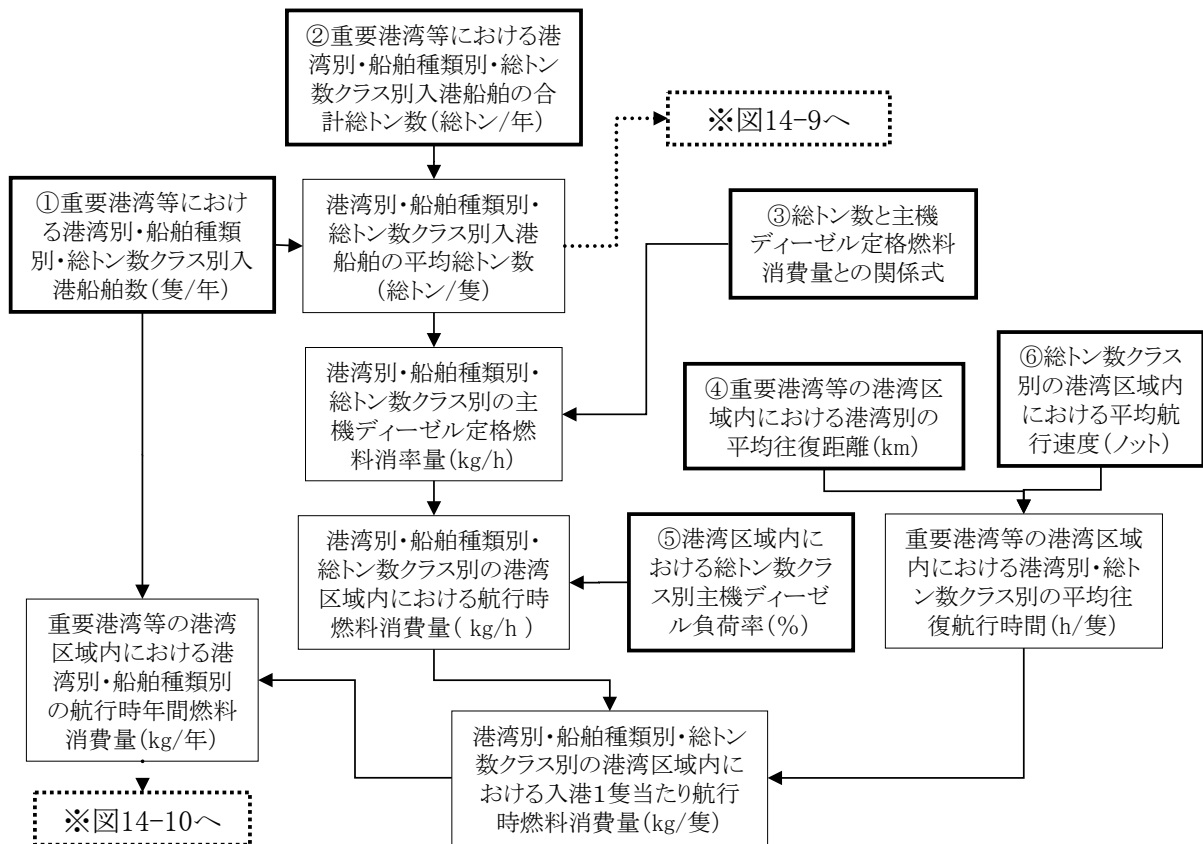 ②重要港湾等における港
湾別・船舶種類別・総トン
数クラス別入港船舶の合
計総トン数(総トン/年)
※図14-9へ
①重要港湾等におけ
る港湾別・船舶種類
別・総トン数クラス別入
港船舶数(隻/年)
港湾別・船舶種類別・
総トン数クラス別入港
船舶の平均総トン数
(総トン/隻)
③総トン数と主機
ディーゼル定格燃料
消費量との関係式
港湾別・船舶種類別・
総トン数クラス別の主
機ディーゼル定格燃
料消率量(kg/h)
④重要港湾等の港湾区
域内における港湾別の
平均往復距離(km)
⑥総トン数クラス
別の港湾区域内
における平均航
行速度(ノット)
港湾別・船舶種類別・
総トン数クラス別の港湾
区域内における航行時
燃料消費量( kg/h )
⑤港湾区域内に
おける総トン数クラ
ス別主機ディーゼ
ル負荷率(%)
重要港湾等の港湾区域
内における港湾別・総ト
ン数クラス別の平均往
復航行時間(h/隻)
重要港湾等の港湾
区域内における港
湾別・船舶種類別
の航行時年間燃料
消費量(kg/年)
港湾別・船舶種類別・総トン
数クラス別の港湾区域内に
おける入港1隻当たり航行
時燃料消費量(kg/隻)
※図14-10へ